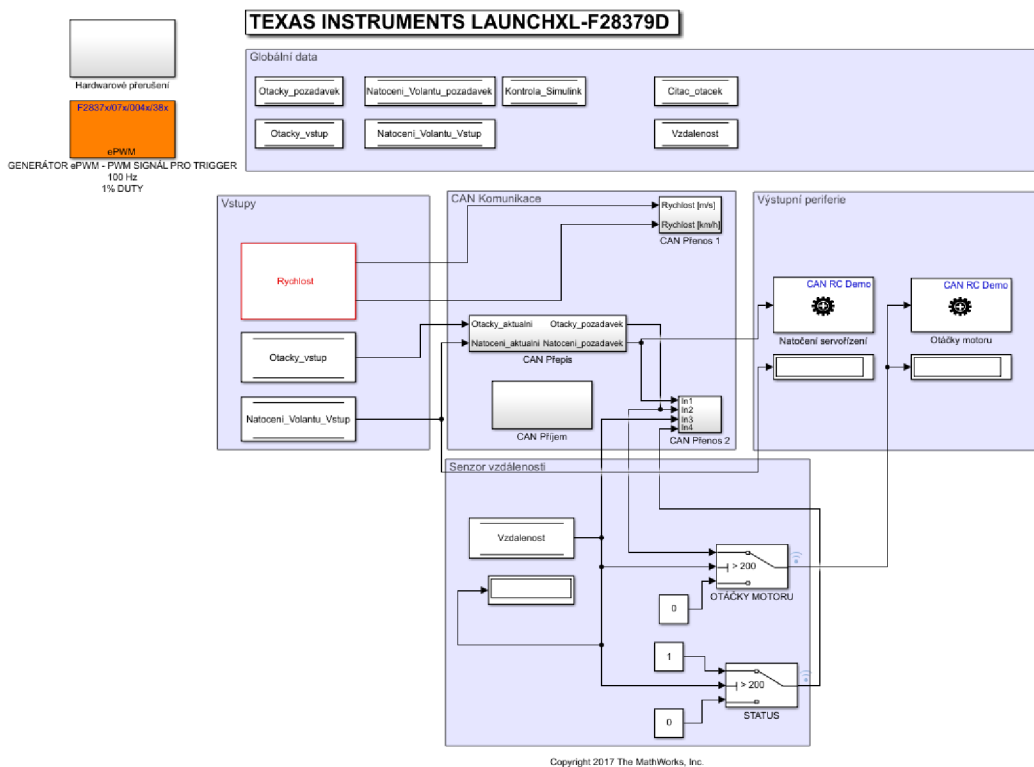 TEXAS INSTRUMENTS LAUNCHXL-F28379D
Hardwarové přerušení
F2837x/07x/004x/38x
ePWM
GENERÁTOR ePWM - PWM SIGNÁL PRO TRIGGER
100 Hz
1% DUTY
Globální data
Otacky_pozadavek
Natoceni_Volantu_pozadavek
Kontrola_Simulink
Citac_otacek
Otacky_vstup
Natoceni_Volantu_Vstup
Vzdalenost
Vstupy
Rychlost
Otacky_vstup
Natoceni_Volantu_Vstup
CAN Komunikace
Rychlost [m/s]
Rychlost [km/h]
CAN Přenos 1
Otacky_aktualni
Otacky_pozadavek
Natoceni_aktualni
Natoceni_pozadavek
CAN Přepis
CAN Příjem
In1
In2
In3
In4
CAN Přenos 2
Výstupní periferie
CAN RC Demo
Natočení servořízení
CAN RC Demo
Otáčky motoru
Senzor vzdálenosti
Vzdalenost
> 200
OTÁČKY MOTORU
0
1
> 200
STATUS
0
Copyright 2017 The MathWorks, Inc.